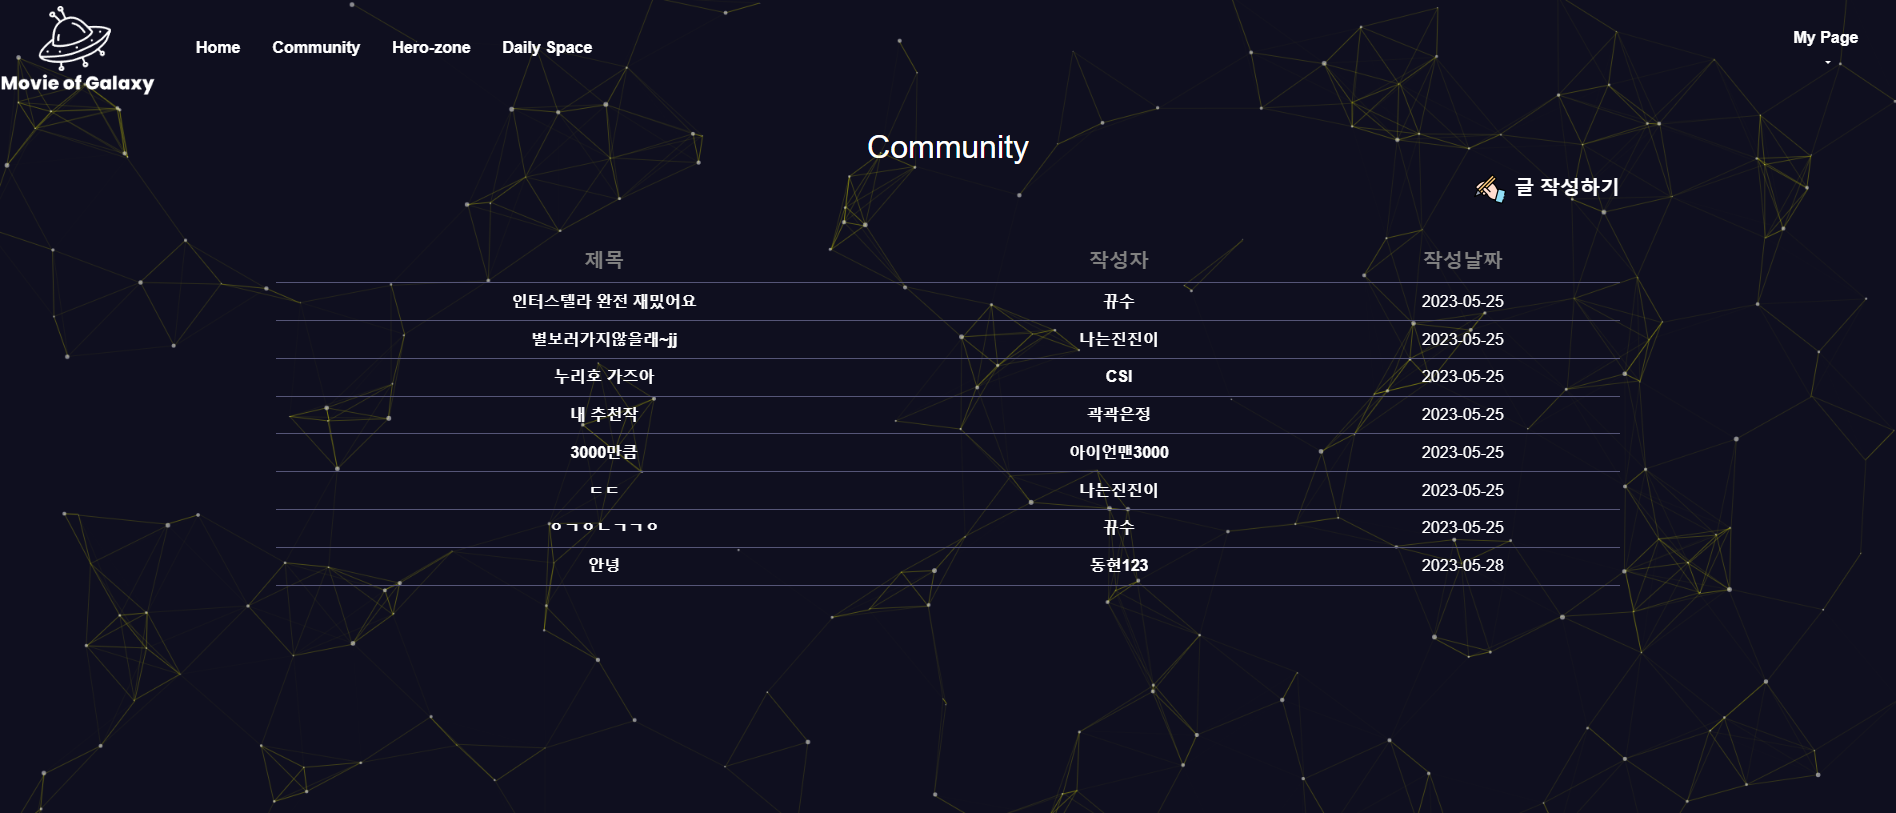 Movie of Galaxy
Home Community Hero-zone Daily Space
My Page
Community
글 작성하기
제목 작성자 작성날짜
인터스텔라 완전 재밌어요 뀨수 2023-05-25
별보러가지않을래~jj 나는진진이 2023-05-25
누리호 가즈아 CSI 2023-05-25
내 추천작 곽곽은정 2023-05-25
3000만큼 아이언맨3000 2023-05-25
ㄷㄷ 나는진진이 2023-05-25
ㅇㄱㅇㄴㄱㄱㅇ 뀨수 2023-05-25
안녕 동현123 2023-05-28